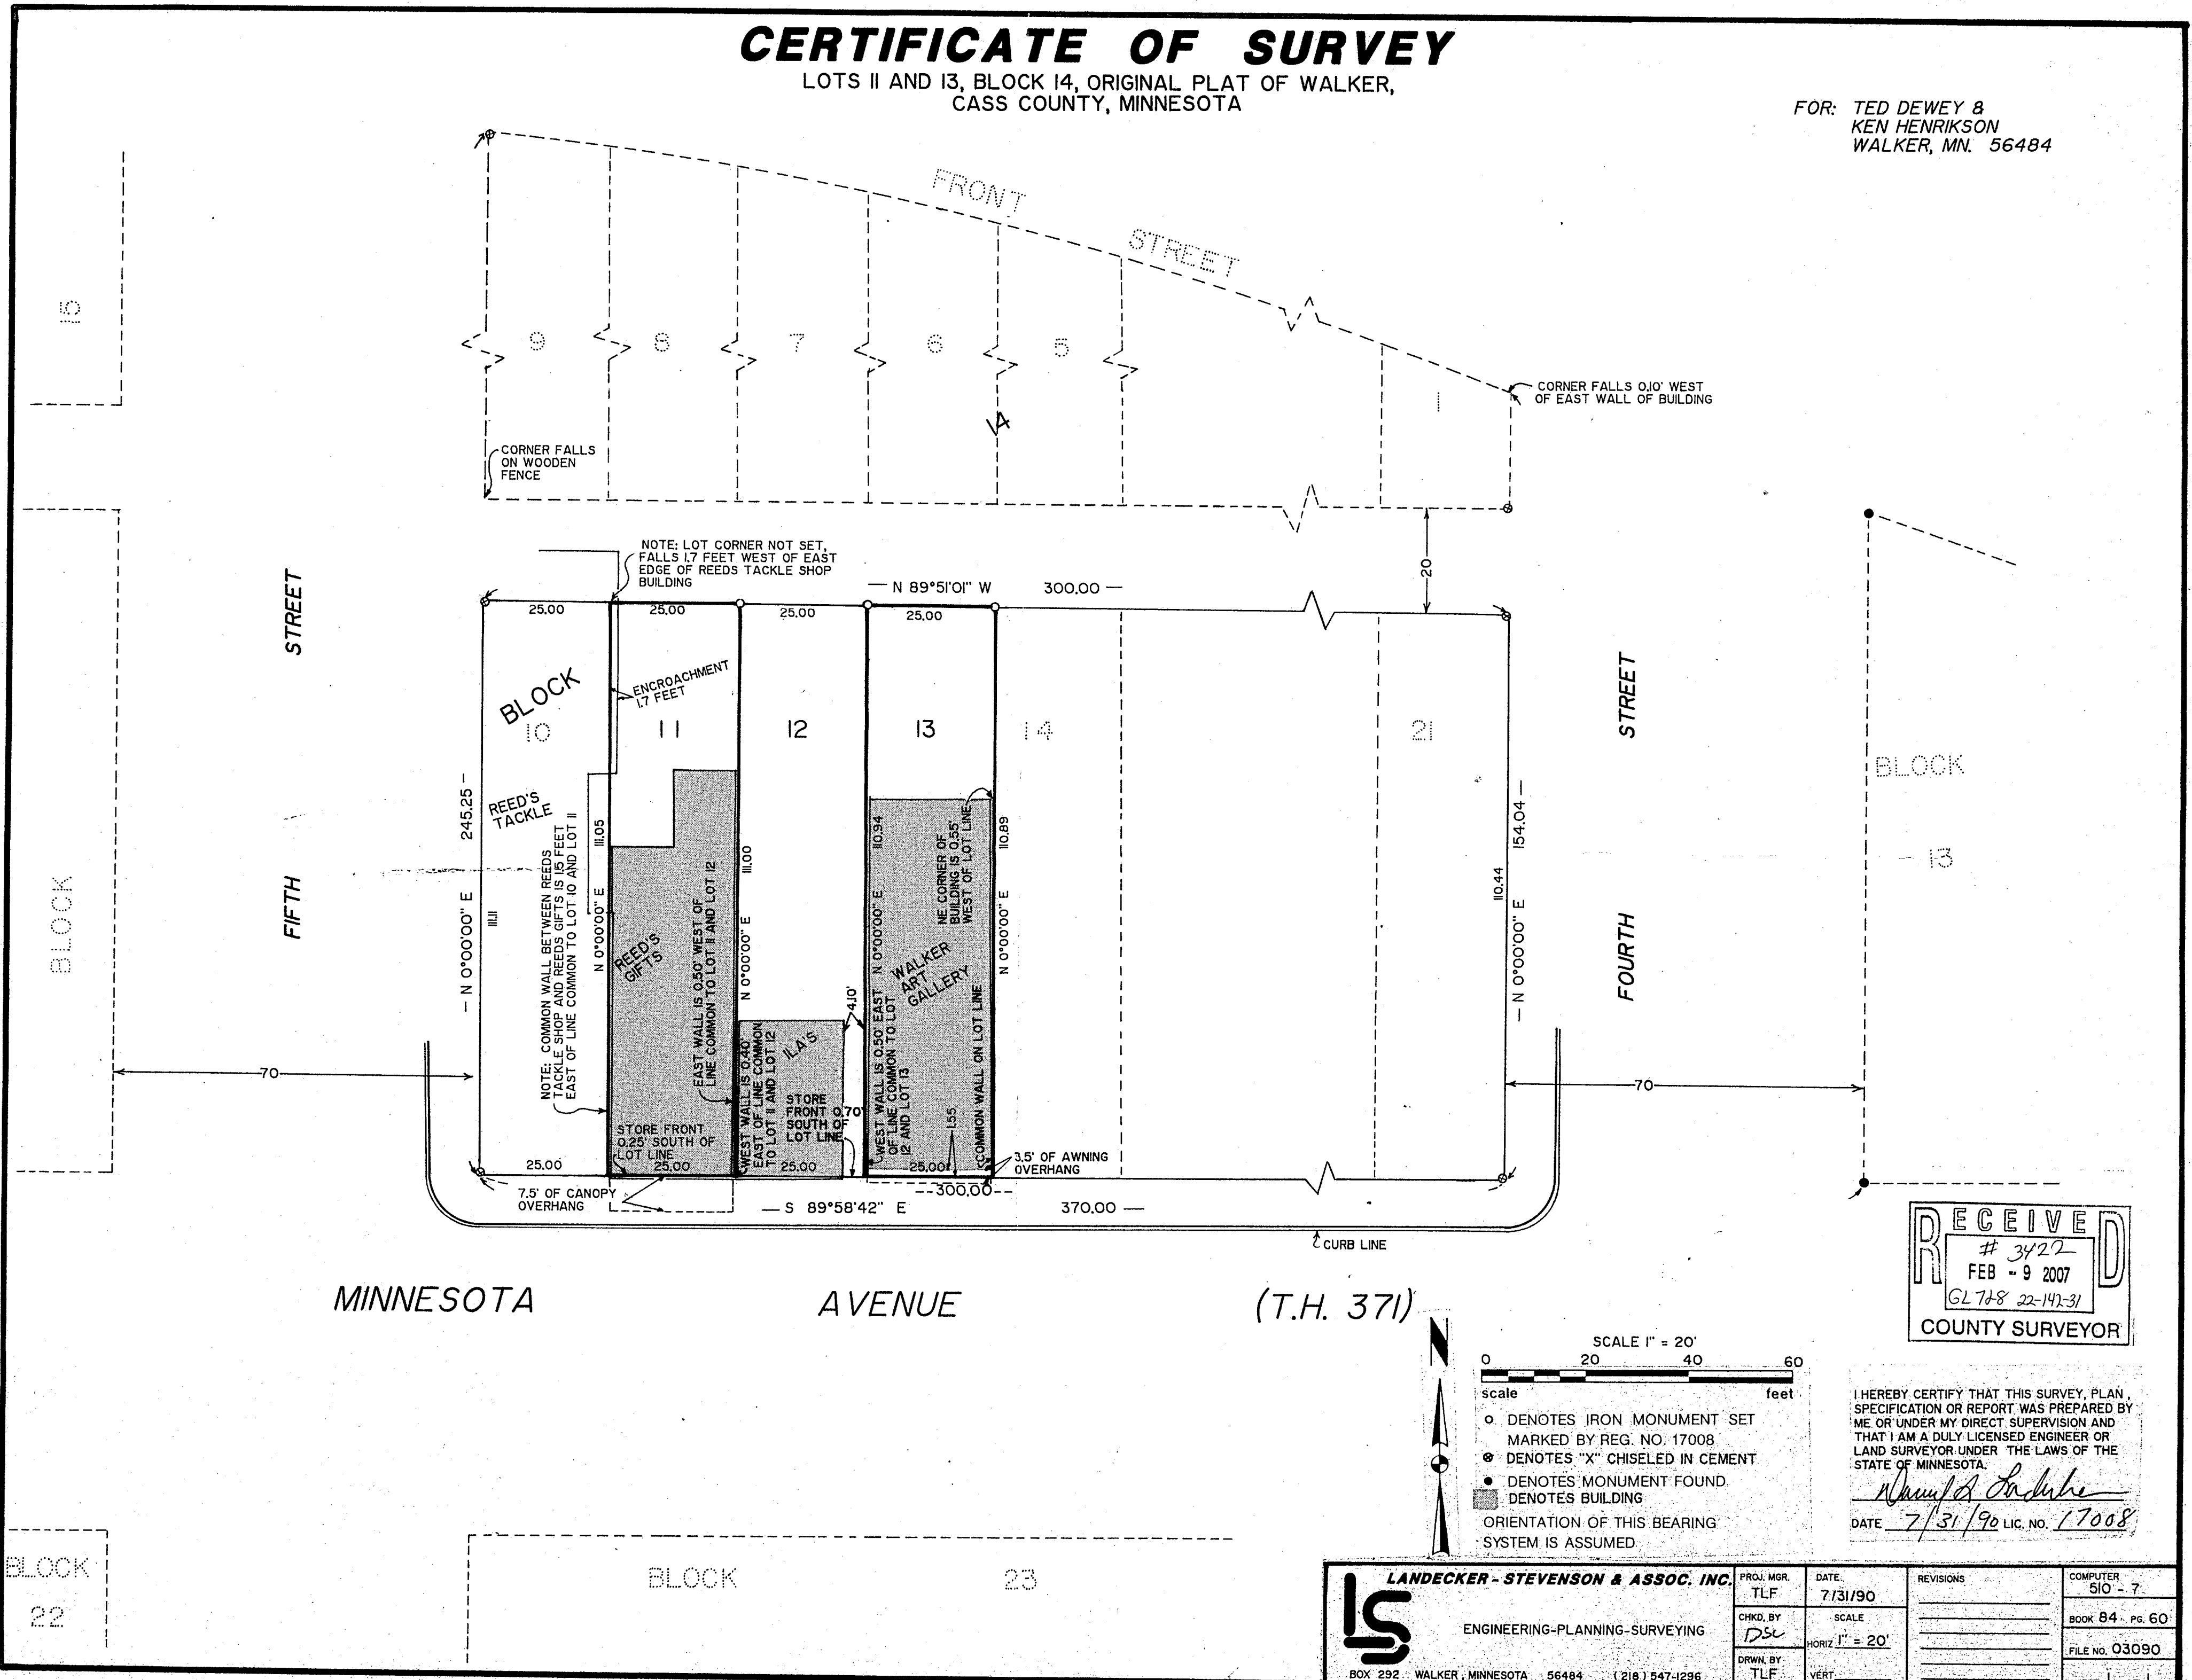 CERTIFICATE OF SURVEY
LOTS 11 AND 13, BLOCK 14, ORIGINAL PLAT OF WALKER,
CASS COUNTY, MINNESOTA
FOR: TED DEWEY &
KEN HENRIKSON
WALKER, MN. 56484
FRONT
STREET
15
9
8
7
6
5
1
14
CORNER FALLS 0.10' WEST
OF EAST WALL OF BUILDING
CORNER FALLS
ON WOODEN
FENCE
NOTE: LOT CORNER NOT SET,
FALLS 1.7 FEET WEST OF EAST
EDGE OF REEDS TACKLE SHOP
BUILDING
N 89°51'01" W 300.00
20
25.00
25.00
25.00
25.00
STREET
FIFTH
BLOCK
ENCROACHMENT
1.7 FEET
BLOCK
10
11
12
13
14
21
STREET
FOURTH
BLOCK
13
N 0°00'00" E 245.25
111.11
REED'S
TACKLE
NOTE: COMMON WALL BETWEEN REEDS
TACKLE SHOP AND REEDS GIFTS IS 1.15 FEET
EAST OF LINE COMMON TO LOT 10 AND LOT 11
N 0°00'00" E 111.05
REED'S
GIFTS
EAST WALL IS 0.50' WEST OF
LINE COMMON TO LOT 11 AND LOT 12
N 0°00'00" E 111.00
WEST WALL IS 0.40'
EAST OF LINE COMMON
TO LOT 11 AND LOT 12
ILA'S
4.10'
STORE
FRONT 0.70'
SOUTH OF
LOT LINE
N 0°00'00" E 110.94
WEST WALL IS 0.50' EAST
OF LINE COMMON TO LOT
12 AND LOT 13
WALKER
ART
GALLERY
NE CORNER OF
BUILDING IS 0.55'
WEST OF LOT LINE
COMMON WALL ON LOT LINE
1.55
N 0°00'00" E 110.89
110.44
N 0°00'00" E 154.04
70
70
STORE FRONT
0.25' SOUTH OF
LOT LINE
25.00
25.00
25.00
25.00
3.5' OF AWNING
OVERHANG
7.5' OF CANOPY
OVERHANG
300.00
S 89°58'42" E 370.00
CURB LINE
MINNESOTA AVENUE (T.H. 371)
RECEIVED
# 3422
FEB - 9 2007
GL 7&8 22-142-31
COUNTY SURVEYOR
N
SCALE 1" = 20'
0 20 40 60
scale feet
DENOTES IRON MONUMENT SET
MARKED BY REG. NO. 17008
DENOTES "X" CHISELED IN CEMENT
DENOTES MONUMENT FOUND
DENOTES BUILDING
ORIENTATION OF THIS BEARING
SYSTEM IS ASSUMED
I HEREBY CERTIFY THAT THIS SURVEY, PLAN,
SPECIFICATION OR REPORT WAS PREPARED BY
ME OR UNDER MY DIRECT SUPERVISION AND
THAT I AM A DULY LICENSED ENGINEER OR
LAND SURVEYOR UNDER THE LAWS OF THE
STATE OF MINNESOTA.
DATE 7/31/90 LIC. NO. 17008
BLOCK
22
BLOCK 23
LS
LANDECKER - STEVENSON & ASSOC. INC.
ENGINEERING-PLANNING-SURVEYING
BOX 292 WALKER, MINNESOTA 56484 (218) 547-1296
PROJ. MGR.
TLF
CHKD. BY
DSL
DRWN. BY
TLF
DATE
7/31/90
SCALE
HORIZ 1" = 20'
VERT.
REVISIONS
COMPUTER
510 - 7
BOOK 84 PG. 60
FILE NO. 03090